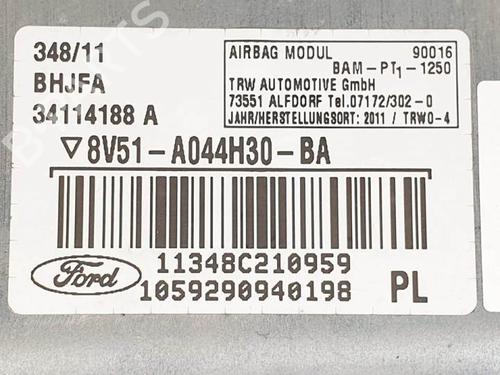 348/11
BHJFA
34114188 A
AIRBAG MODUL 90016
BAM-PT1-1250
TRW AUTOMOTIVE GmbH
73551 ALFDORF Tel.07172/302-0
JAHR/HERSTELLUNGSORT: 2011 / TRWO-4
▽8V51-A044H30-BA
Ford
11348C210959
1059290940198
PL